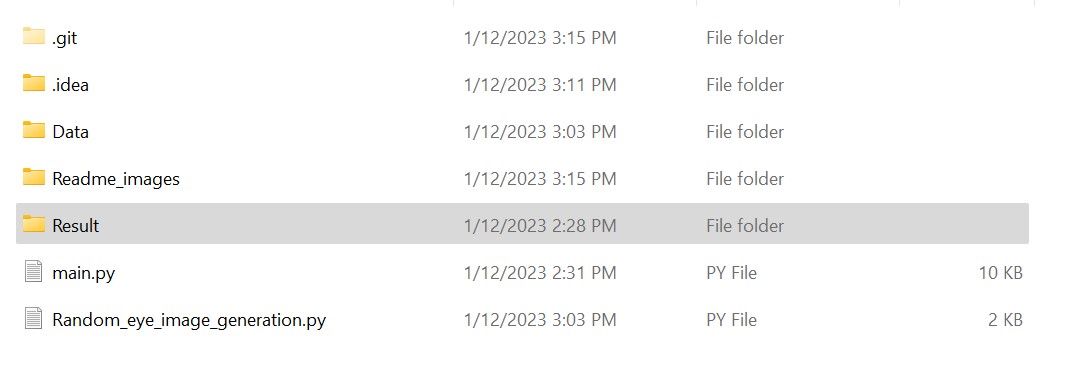 .git 1/12/2023 3:15 PM File folder
.idea 1/12/2023 3:11 PM File folder
Data 1/12/2023 3:03 PM File folder
Readme_images 1/12/2023 3:15 PM File folder
Result 1/12/2023 2:28 PM File folder
main.py 1/12/2023 2:31 PM PY File 10 KB
Random_eye_image_generation.py 1/12/2023 3:03 PM PY File 2 KB